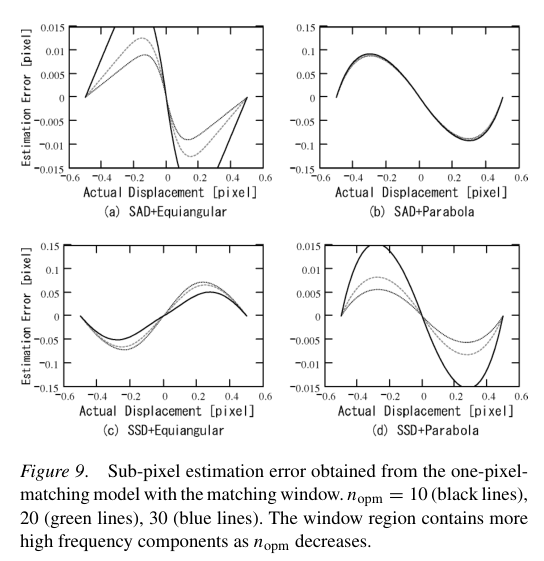 Estimation Error [pixel]
0.015
0.01
0.005
0
−0.005
−0.01
−0.015
−0.6 −0.4 −0.2 0 0.2 0.4 0.6
Actual Displacement [pixel]
(a) SAD+Equiangular
0.15
0.1
0.05
0
−0.05
−0.1
−0.15
−0.6 −0.4 −0.2 0 0.2 0.4 0.6
Actual Displacement [pixel]
(b) SAD+Parabola
Estimation Error [pixel]
0.15
0.1
0.05
0
−0.05
−0.1
−0.15
−0.6 −0.4 −0.2 0 0.2 0.4 0.6
Actual Displacement [pixel]
(c) SSD+Equiangular
0.015
0.01
0.005
0
−0.005
−0.01
−0.015
−0.6 −0.4 −0.2 0 0.2 0.4 0.6
Actual Displacement [pixel]
(d) SSD+Parabola
Figure 9. Sub-pixel estimation error obtained from the one-pixel-
matching model with the matching window. n_opm = 10 (black lines),
20 (green lines), 30 (blue lines). The window region contains more
high frequency components as n_opm decreases.